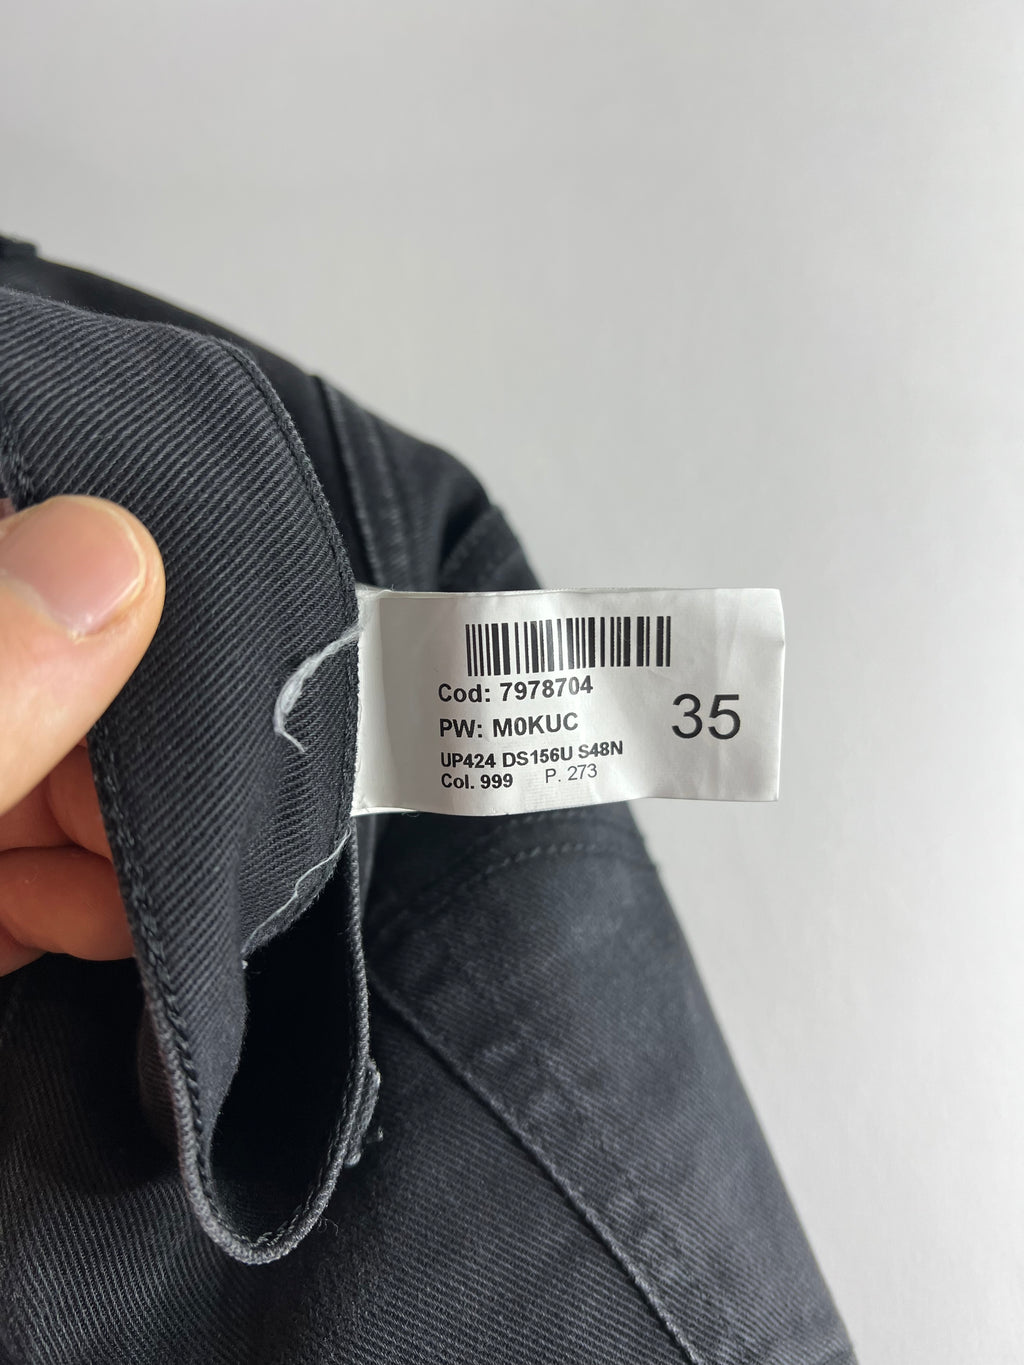 Cod: 7978704
PW: M0KUC
35
UP424 DS156U S48N
Col. 999 P. 273